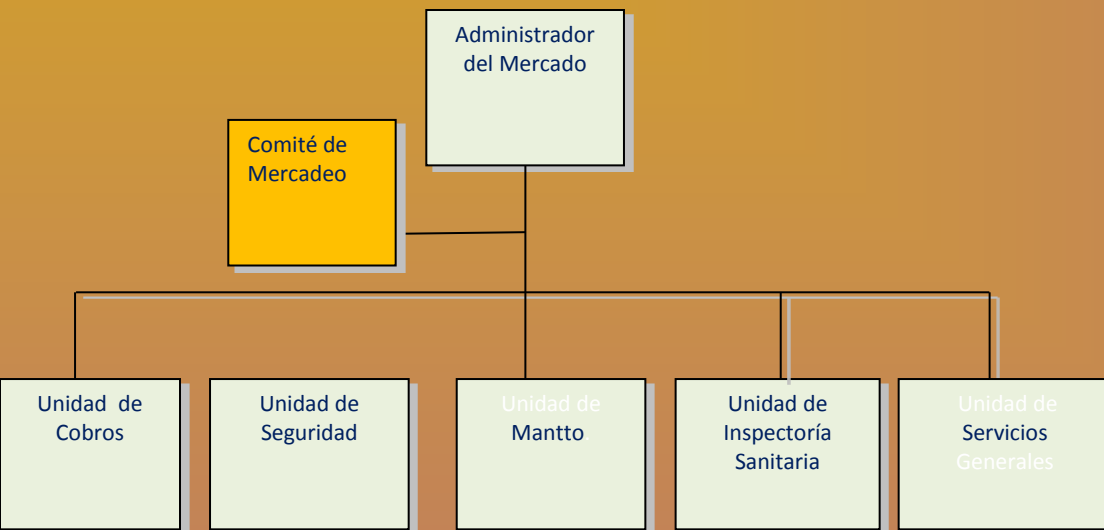 Administrador
del Mercado
Comité de
Mercadeo
Unidad de
Cobros
Unidad de
Seguridad
Unidad de
Mantto
Unidad de
Inspectoría
Sanitaria
Unidad de
Servicios
Generales